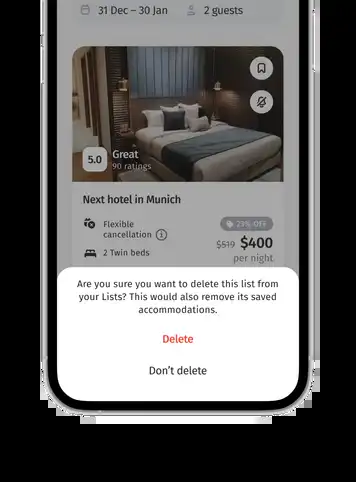 31 Dec – 30 Jan
2 guests
5.0
Great
90 ratings
Next hotel in Munich
Flexible
cancellation
23% OFF
2 Twin beds
$519 $400
per night
Are you sure you want to delete this list from
your Lists? This would also remove its saved
accommodations.
Delete
Don’t delete